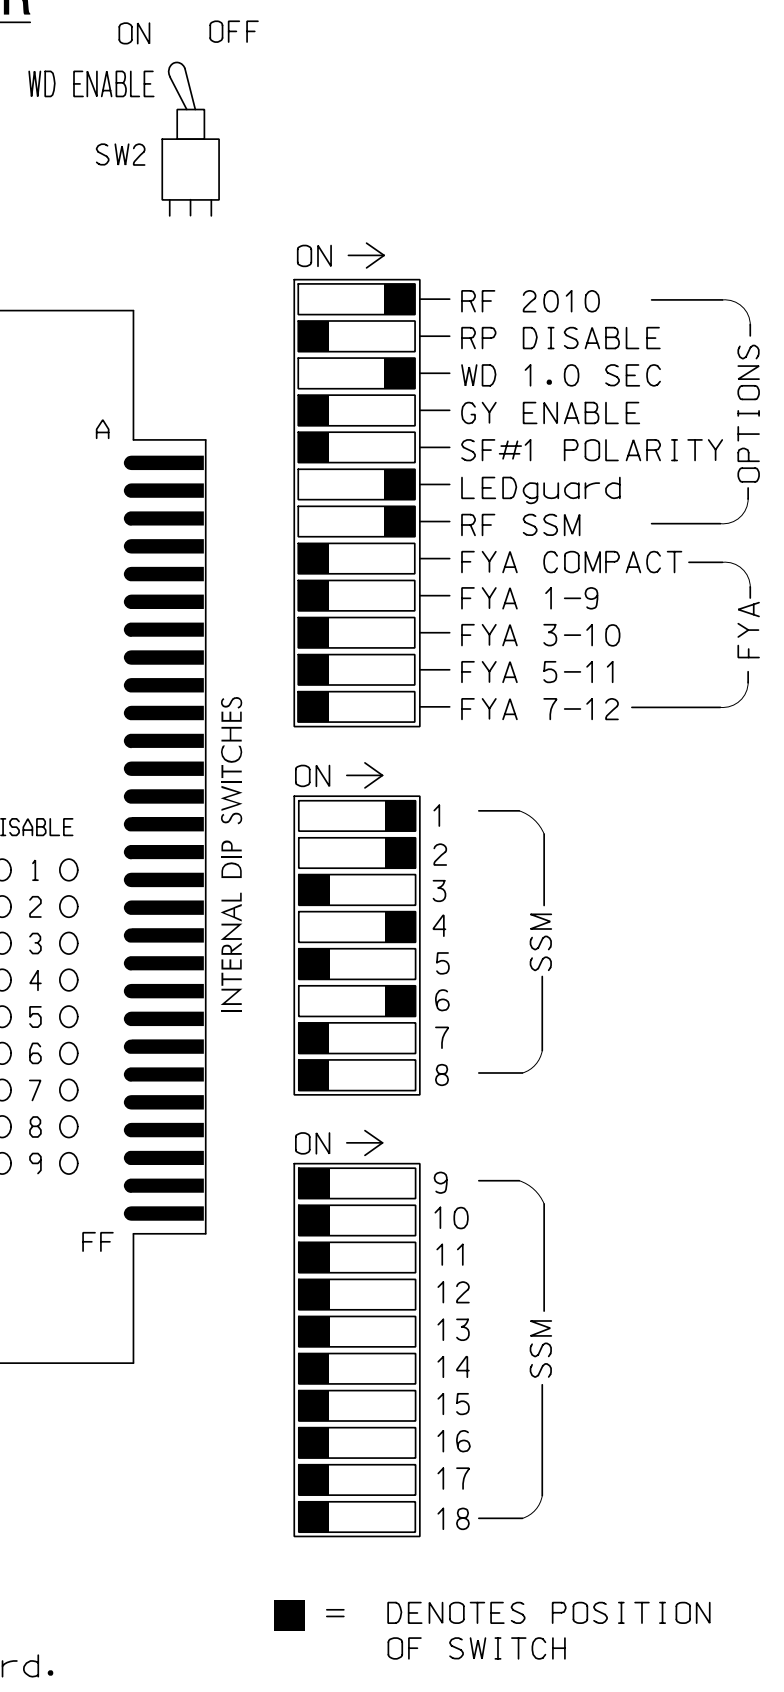 ON OFF
WD ENABLE
SW2
ON
RF 2010
RP DISABLE
WD 1.0 SEC
GY ENABLE
SF#1 POLARITY
LEDguard
RF SSM
OPTIONS
FYA COMPACT
FYA 1-9
FYA 3-10
FYA 5-11
FYA 7-12
FYA
A
FF
INTERNAL DIP SWITCHES
ISABLE
1
2
3
4
5
6
7
8
9
ON
1
2
3
4
5
6
7
8
SSM
ON
9
10
11
12
13
14
15
16
17
18
SSM
= DENOTES POSITION
OF SWITCH
rd.